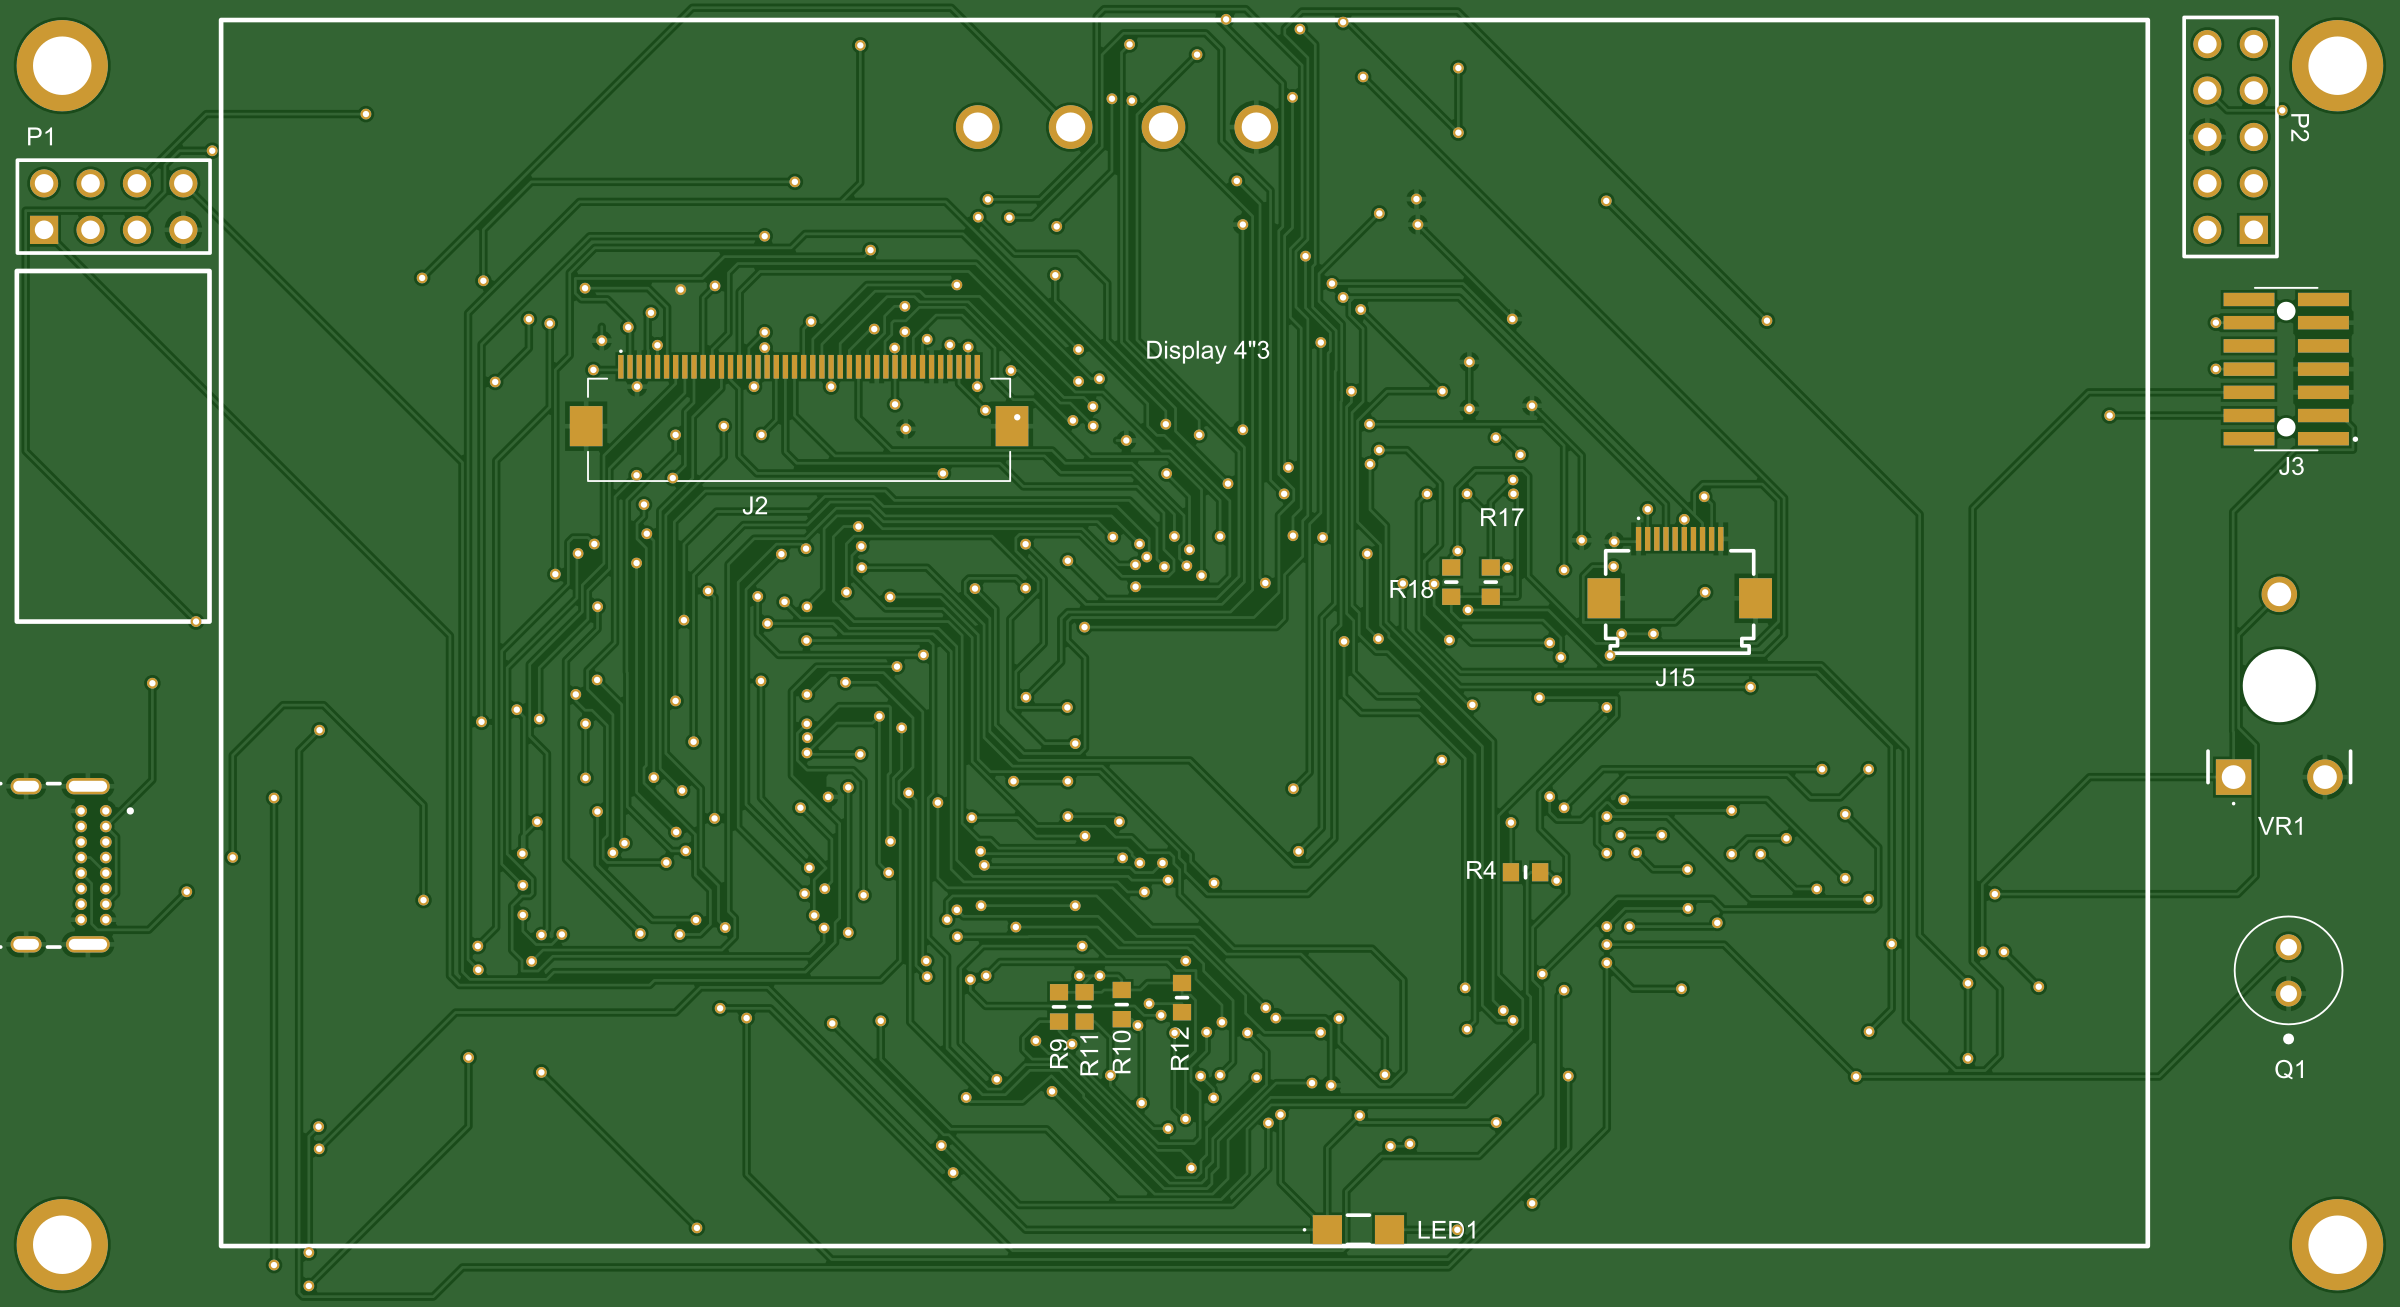 P1
P2
Display 4"3
J3
J2
R17
R18
J15
VR1
R4
R9
R11
R10
R12
Q1
LED1